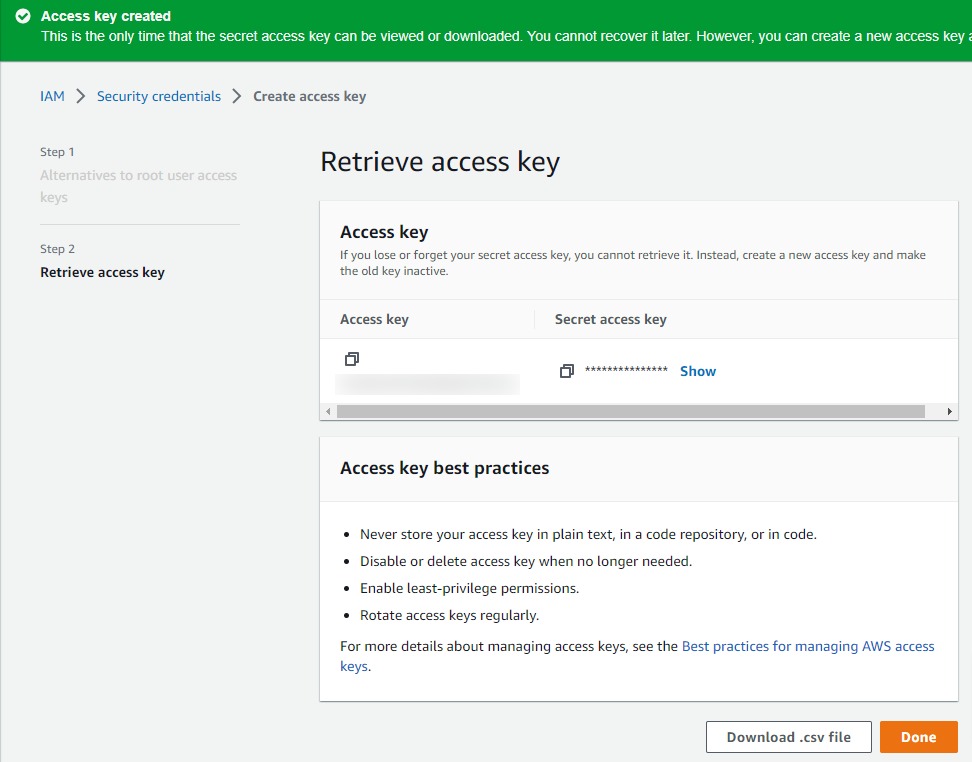 Access key created
This is the only time that the secret access key can be viewed or downloaded. You cannot recover it later. However, you can create a new access key a
IAM > Security credentials > Create access key
Step 1
Alternatives to root user access
keys
Step 2
Retrieve access key
Retrieve access key
Access key
If you lose or forget your secret access key, you cannot retrieve it. Instead, create a new access key and make
the old key inactive.
Access key Secret access key
*************** Show
Access key best practices
• Never store your access key in plain text, in a code repository, or in code.
• Disable or delete access key when no longer needed.
• Enable least-privilege permissions.
• Rotate access keys regularly.
For more details about managing access keys, see the Best practices for managing AWS access
keys.
Download .csv file Done